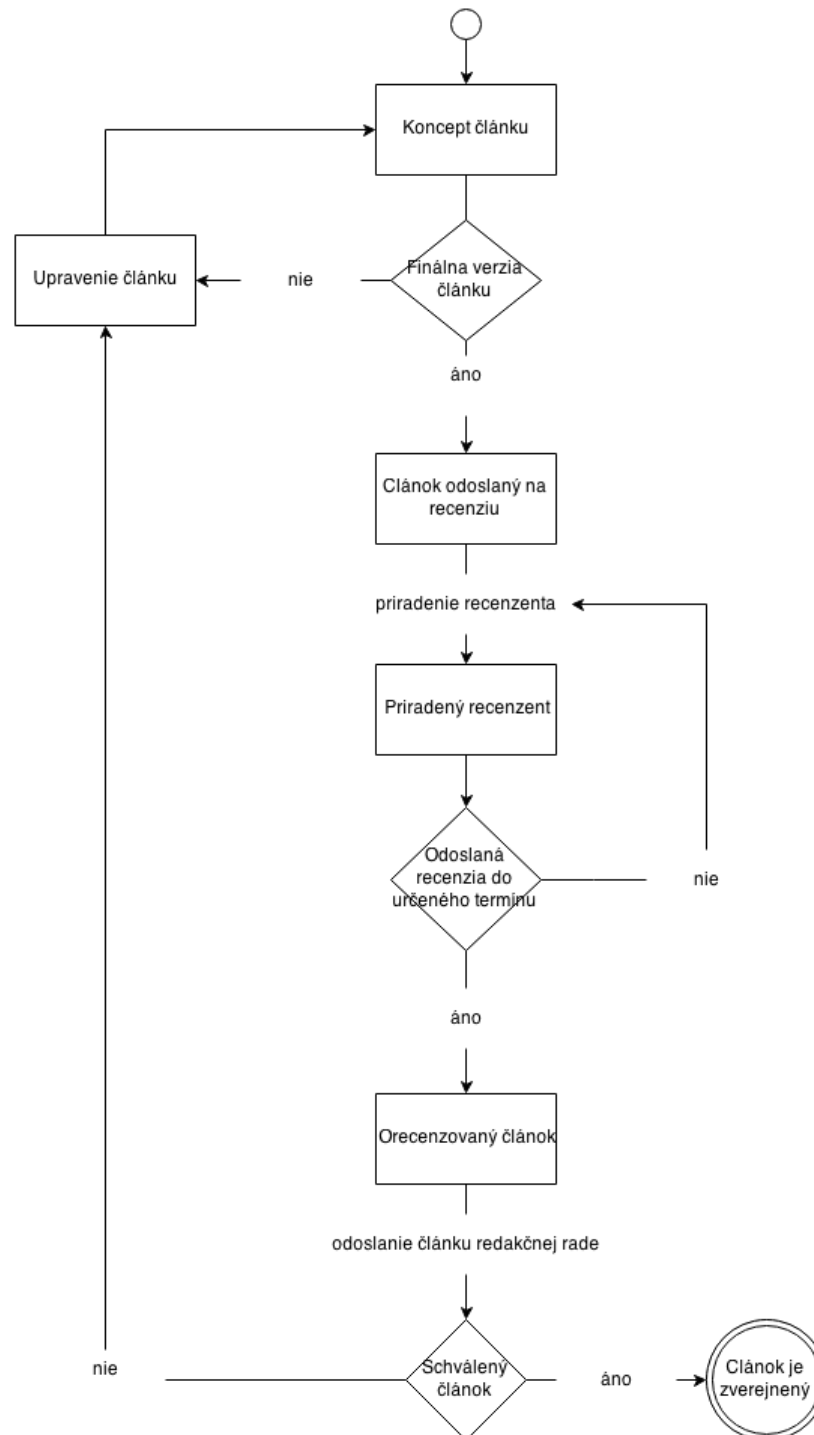 Koncept článku
Upravenie článku
nie
Finálna verzia
článku
áno
Clánok odoslaný na
recenziu
priradenie recenzenta
Priradený recenzent
Odoslaná
recenzia do
určeného termínu
nie
áno
Orecenzovaný článok
odoslanie článku redakčnej rade
nie
Schválený
článok
áno
Clánok je
zverejnený